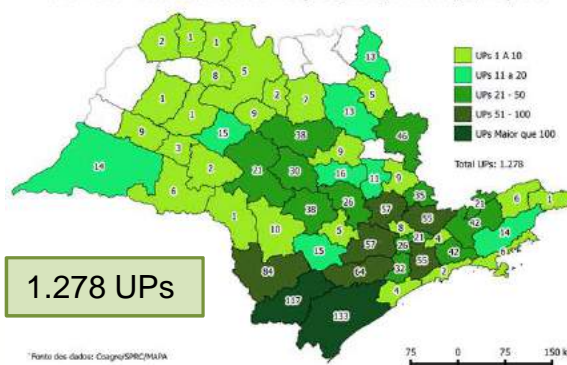 2 1 1
13
8 5
2 7 5
1 1 9 13
9 15 38 46
3 9
14 2 21 30 16 11 9
6 35
1 38 26 57 55 21 6 1
10 5 8 21 4 42 14
15 57 26 6
84 64 32 55 42 2
117 133 4
UPs 1 A 10
UPs 11 a 20
UPs 21 - 50
UPs 51 - 100
UPs Maior que 100
Total UPs: 1.278
1.278 UPs
*Fonte dos dados: Coagre/SPRC/MAPA
75 0 75 150 k